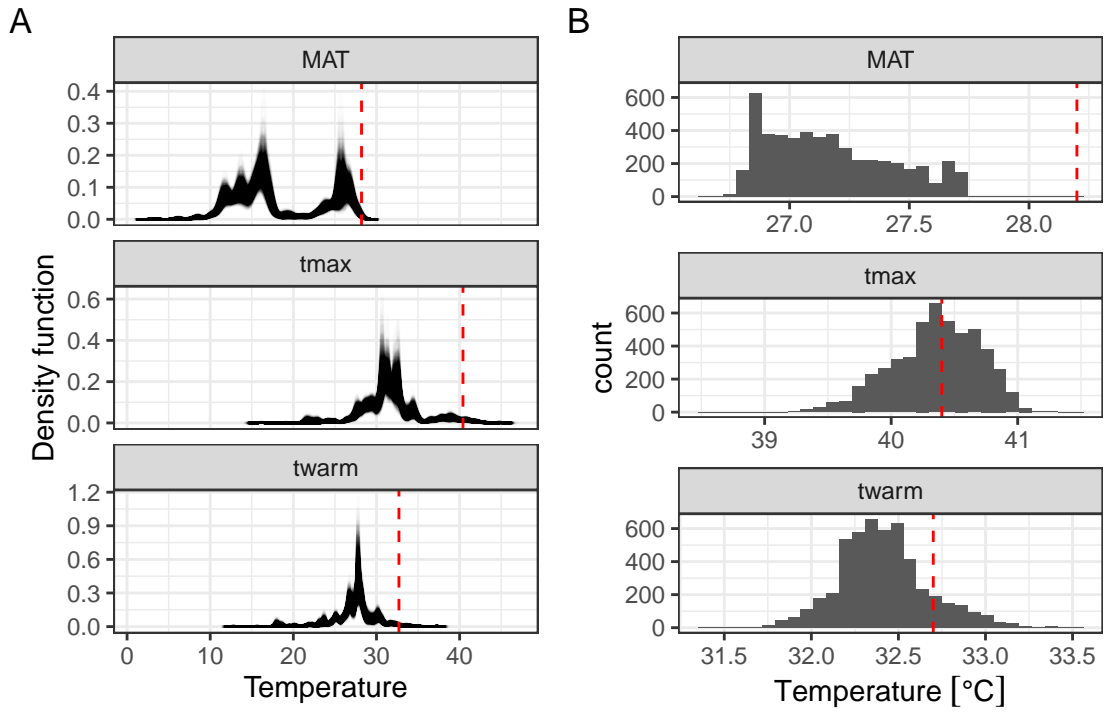 A
MAT
0.4
0.3
0.2
0.1
0.0
tmax
0.6
0.4
0.2
0.0
twarm
1.2
0.9
0.6
0.3
0.0
0 10 20 30 40
Temperature
Density function
B
MAT
600
400
200
0
27.0 27.5 28.0
tmax
600
400
200
0
39 40 41
twarm
600
400
200
0
31.5 32.0 32.5 33.0 33.5
Temperature [°C]
count